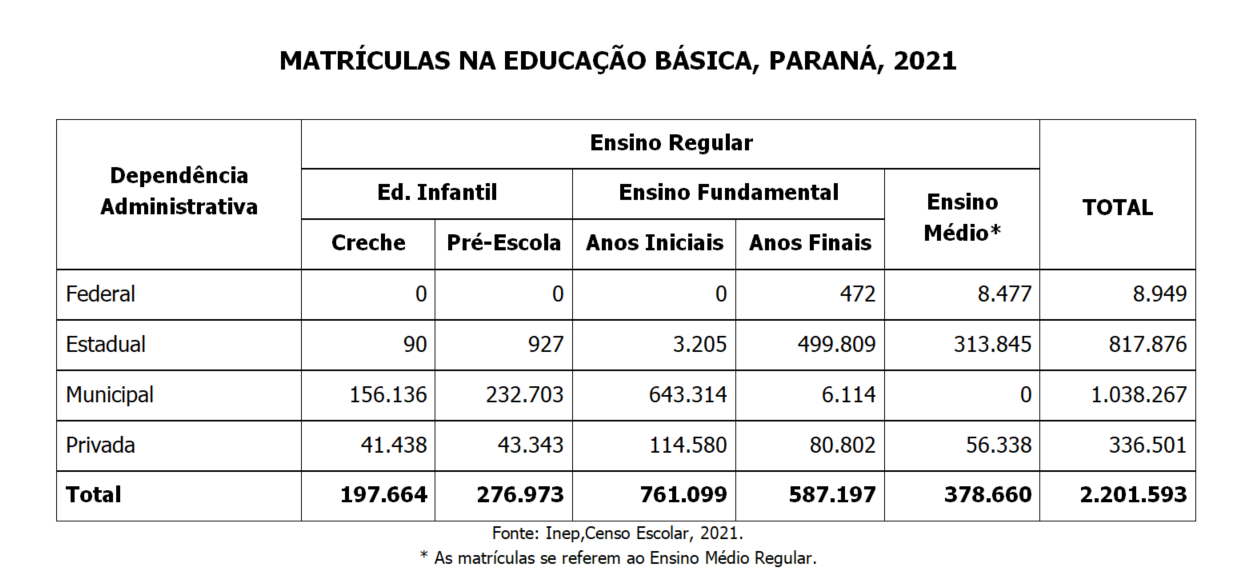 MATRÍCULAS NA EDUCAÇÃO BÁSICA, PARANÁ, 2021
Dependência
Administrativa
Ensino Regular
TOTAL
Ed. Infantil
Ensino Fundamental
Ensino
Médio*
Creche
Pré-Escola
Anos Iniciais
Anos Finais
Federal 0 0 0 472 8.477 8.949
Estadual 90 927 3.205 499.809 313.845 817.876
Municipal 156.136 232.703 643.314 6.114 0 1.038.267
Privada 41.438 43.343 114.580 80.802 56.338 336.501
Total 197.664 276.973 761.099 587.197 378.660 2.201.593
Fonte: Inep,Censo Escolar, 2021.
* As matrículas se referem ao Ensino Médio Regular.